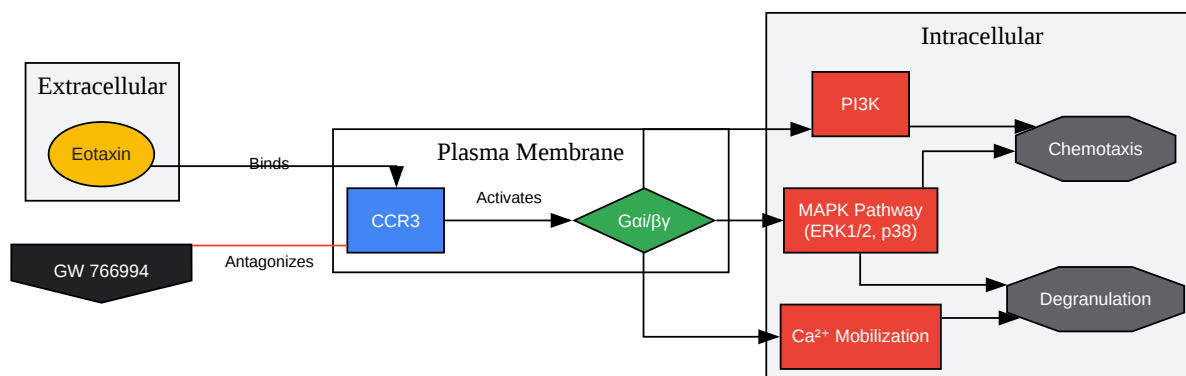 Extracellular
Eotaxin
Binds
GW 766994
Antagonizes
Plasma Membrane
CCR3
Activates
Gαi/βγ
Intracellular
PI3K
MAPK Pathway
(ERK1/2, p38)
Ca²⁺ Mobilization
Chemotaxis
Degranulation